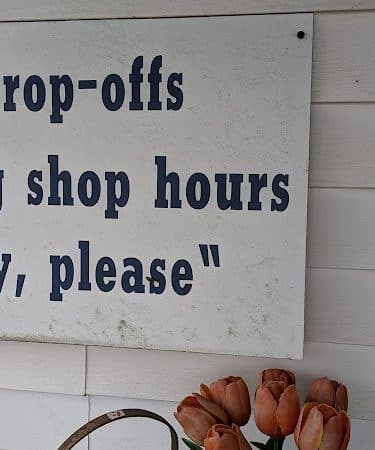 rop-offs
g shop hours
y, please“